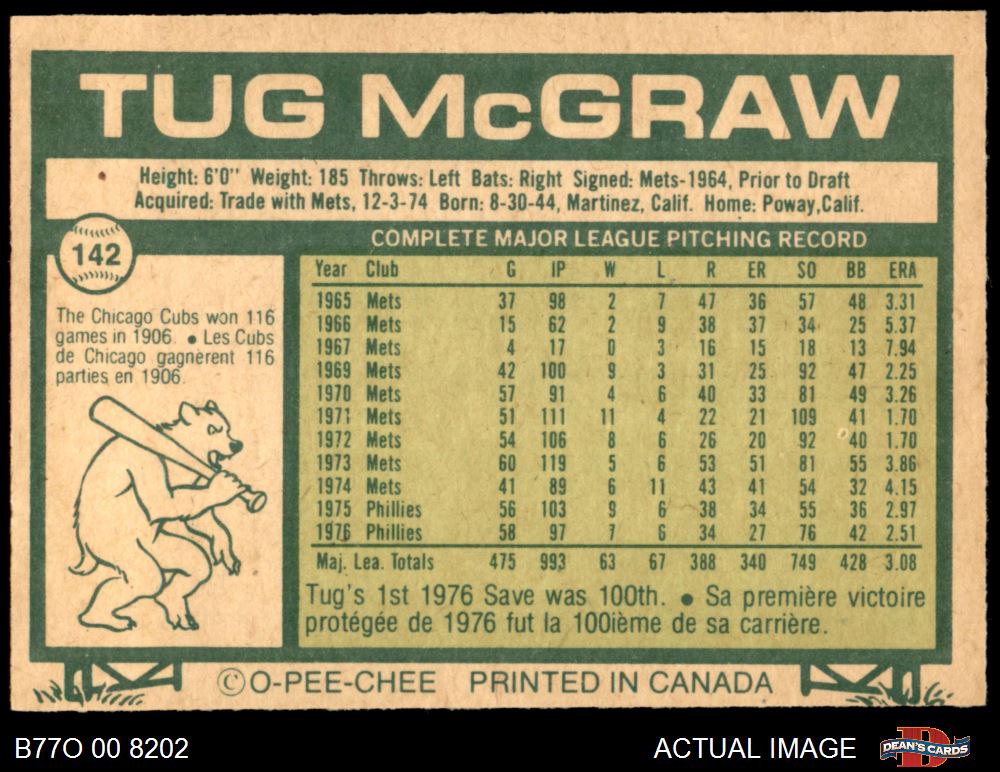 TUG McGRAW
Height: 6'0" Weight: 185 Throws: Left Bats: Right Signed: Mets-1964, Prior to Draft
Acquired: Trade with Mets, 12-3-74 Born: 8-30-44, Martinez, Calif. Home: Poway,Calif.
142
The Chicago Cubs won 116
games in 1906. ● Les Cubs
de Chicago gagnèrent 116
parties en 1906.
COMPLETE MAJOR LEAGUE PITCHING RECORD
Year Club G IP W L R ER SO BB ERA
1965 Mets 37 98 2 7 47 36 57 48 3.31
1966 Mets 15 62 2 9 38 37 34 25 5.37
1967 Mets 4 17 0 3 16 15 18 13 7.94
1969 Mets 42 100 9 3 31 25 92 47 2.25
1970 Mets 57 91 4 6 40 33 81 49 3.26
1971 Mets 51 111 11 4 22 21 109 41 1.70
1972 Mets 54 106 8 6 26 20 92 40 1.70
1973 Mets 60 119 5 6 53 51 81 55 3.86
1974 Mets 41 89 6 11 43 41 54 32 4.15
1975 Phillies 56 103 9 6 38 34 55 36 2.97
1976 Phillies 58 97 7 6 34 27 76 42 2.51
Maj. Lea. Totals 475 993 63 67 388 340 749 428 3.08
Tug's 1st 1976 Save was 100th. ● Sa première victoire
protégée de 1976 fut la 100ième de sa carrière.
©O-PEE-CHEE PRINTED IN CANADA
B77O 00 8202
ACTUAL IMAGE
D
DEAN'S CARDS